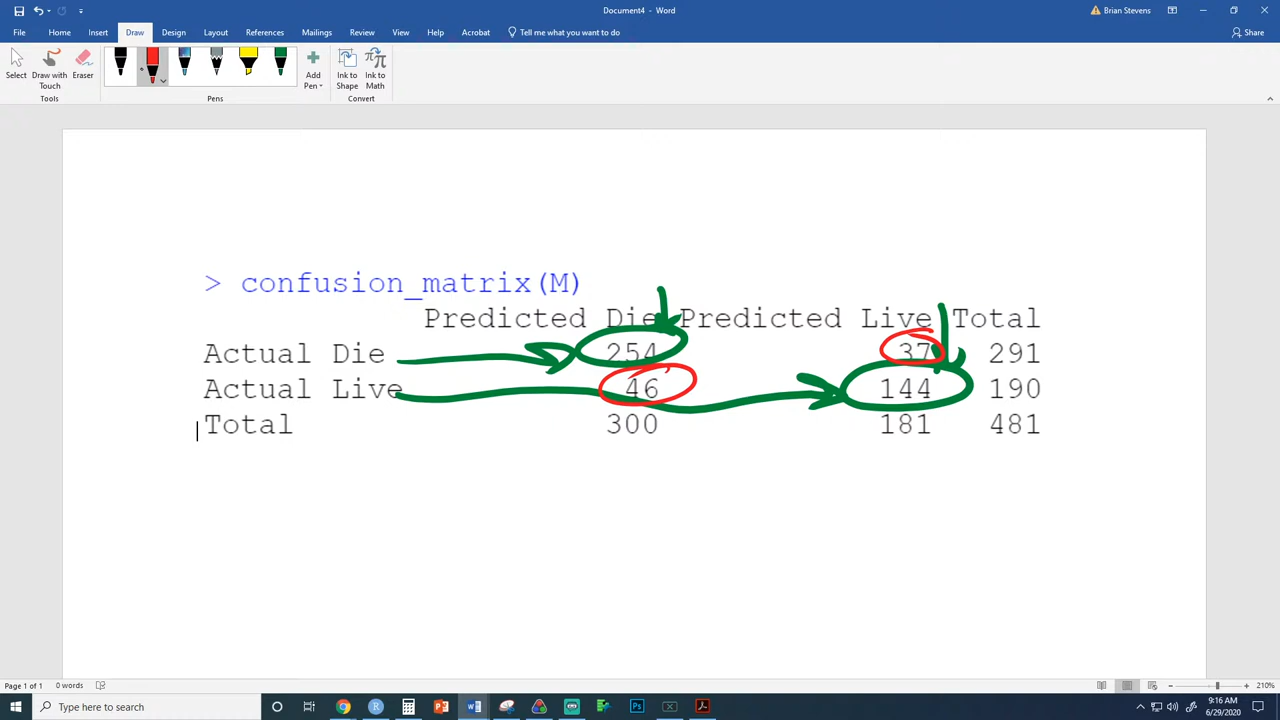 Document4 - Word
Brian Stevens
File Home Insert Draw Design Layout References Mailings Review View Help Acrobat Tell me what you want to do Share
Select Draw with Touch Eraser Add Pen Ink to Shape Ink to Math
Tools Pens Convert
> confusion_matrix(M)
Predicted Die Predicted Live Total
Actual Die 254 37 291
Actual Live 46 144 190
Total 300 181 481
Page 1 of 1 0 words 210%
Type here to search
9:16 AM
6/29/2020